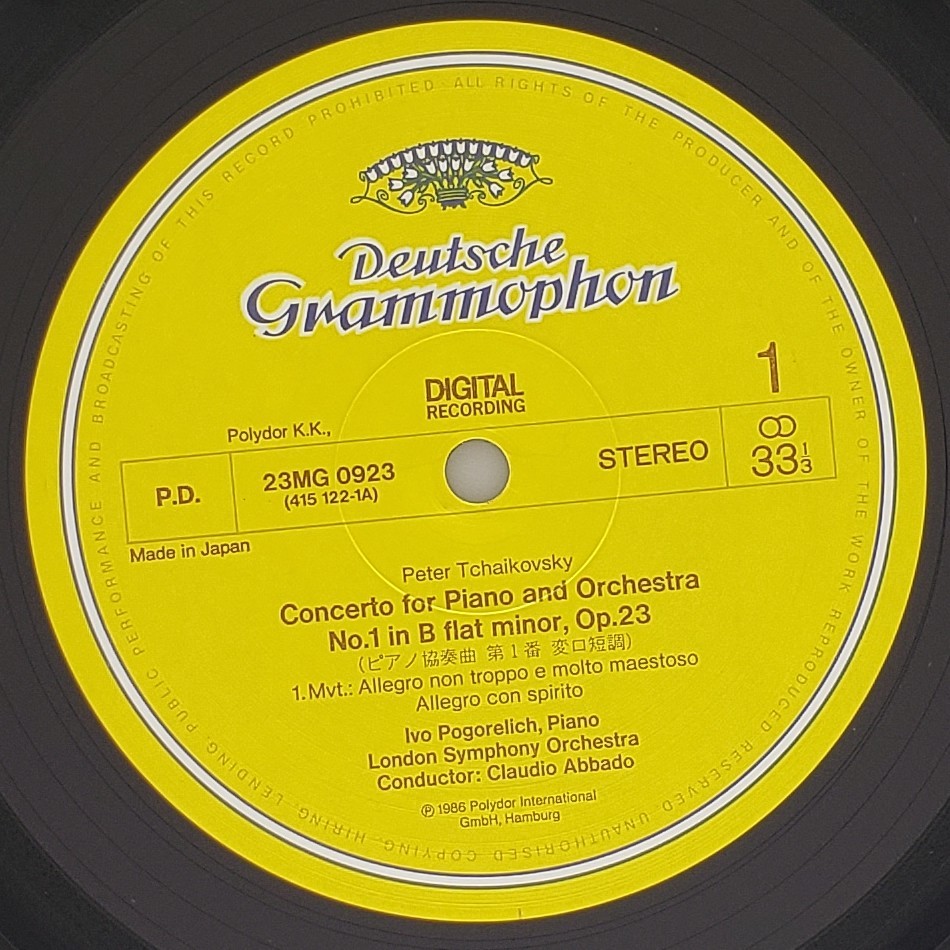 ALL RIGHTS OF THE PRODUCER AND OF THE OWNER OF THE WORK REPRODUCED RESERVED UNAUTHORISED COPYING, HIRING, LENDING, PUBLIC PERFORMANCE AND BROADCASTING OF THIS RECORD PROHIBITED ·
Deutsche
Grammophon
DIGITAL
RECORDING
1
Polydor K.K.,
P.D.
23MG 0923
(415 122-1A)
STEREO
33⅓
Made in Japan
Peter Tchaikovsky
Concerto for Piano and Orchestra
No.1 in B flat minor, Op.23
(ピアノ協奏曲 第1番 変ロ短調)
1.Mvt.: Allegro non troppo e molto maestoso
Allegro con spirito
Ivo Pogorelich, Piano
London Symphony Orchestra
Conductor: Claudio Abbado
℗ 1986 Polydor International
GmbH, Hamburg